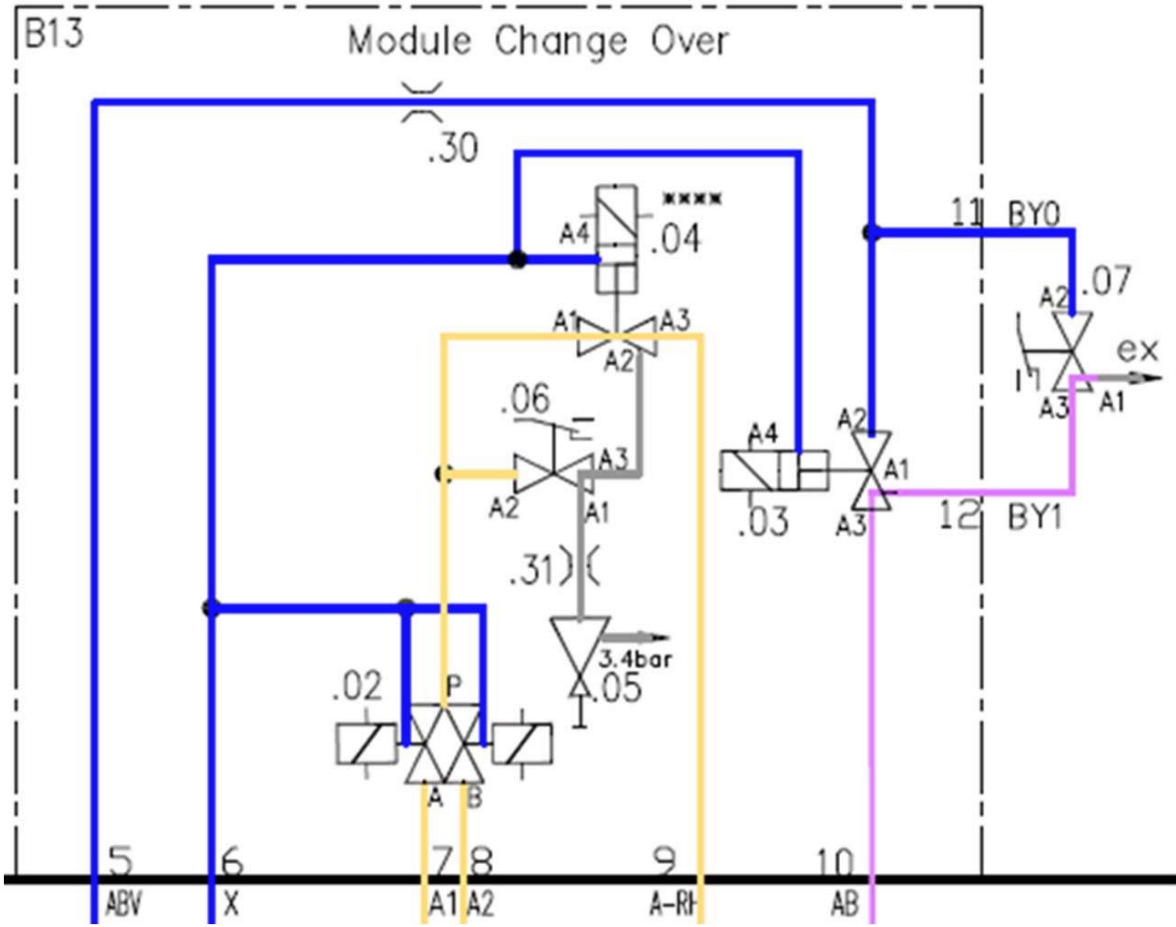 B13
Module Change Over
.30
****
A4
.04
11
BY0
A2
.07
A1
A3
A2
ex
A3
A1
.06
A3
A2
A1
A4
A2
A1
.03
A3
12
BY1
.31
3.4bar
.05
.02
P
A
B
5
6
7
8
9
10
ABV
X
A1
A2
AB